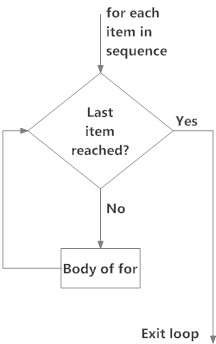 for each
item in
sequence
Last
item
reached?
Yes
No
Body of for
Exit loop